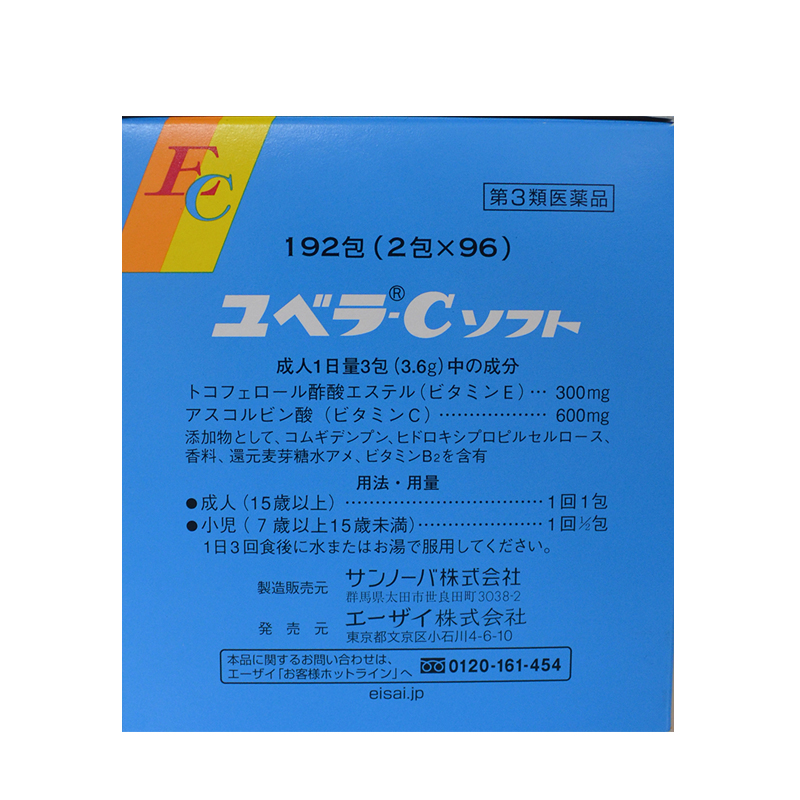 EC
第3類医薬品
192包(2包×96)
ユベラ®-Cソフト
成人1日量3包(3.6g)中の成分
トコフェロール酢酸エステル(ビタミンE)… 300mg
アスコルビン酸(ビタミンC)……………… 600mg
添加物として、コムギデンプン、ヒドロキシプロピルセルロース、
香料、還元麦芽糖水アメ、ビタミンB2を含有
用法・用量
●成人(15歳以上)……………………………1回1包
●小児(7歳以上15歳未満)…………………1回½包
1日3回食後に水またはお湯で服用してください。
製造販売元 サンノーバ株式会社
群馬県太田市世良田町3038-2
発売元 エーザイ株式会社
東京都文京区小石川4-6-10
本品に関するお問い合わせは、
エーザイ「お客様ホットライン」へ 0120-161-454
eisai.jp